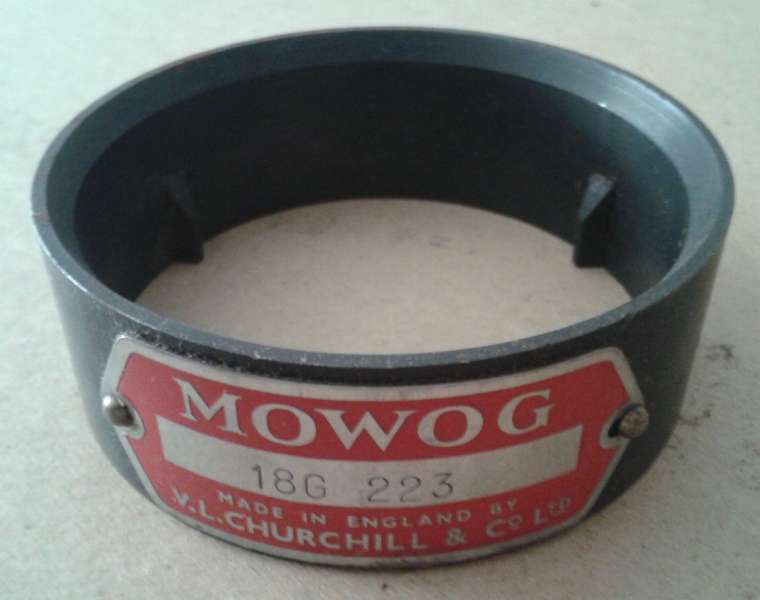 MOWOG
18G 223
MADE IN ENGLAND BY
V.L.CHURCHILL & CO LTD